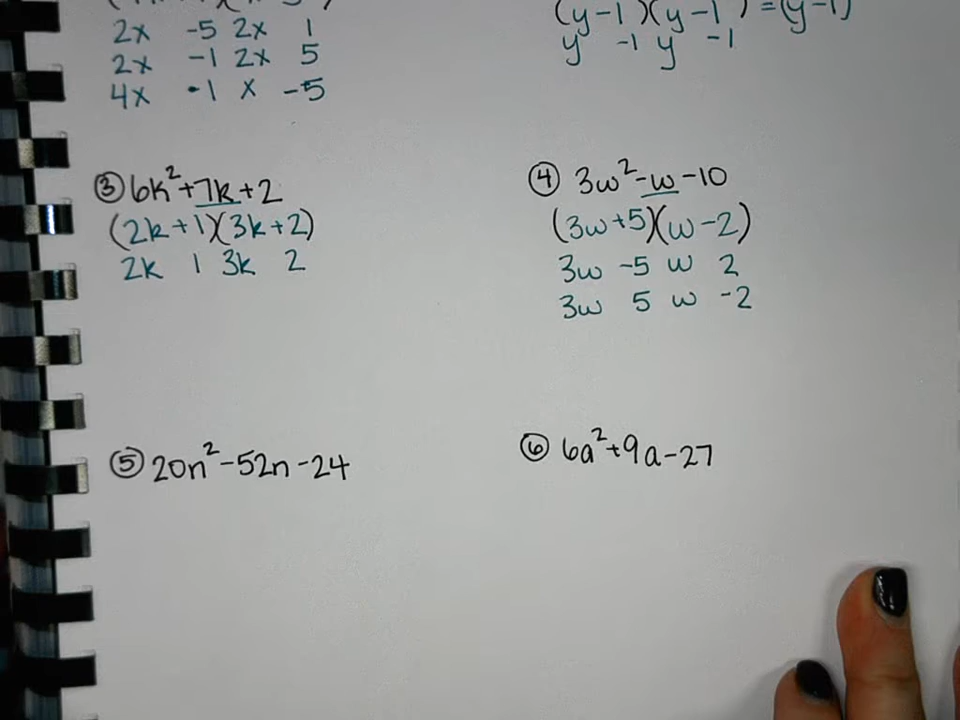 2x -5 2x 1
2x -1 2x 5
4x -1 x -5
(y-1)(y-1) = (y-1)
y -1 y -1
③ 6k²+7k+2
(2k+1)(3k+2)
2k 1 3k 2
④ 3w²-w-10
(3w+5)(w-2)
3w -5 w 2
3w 5 w -2
⑤ 20n²-52n-24
⑥ 6a²+9a-27